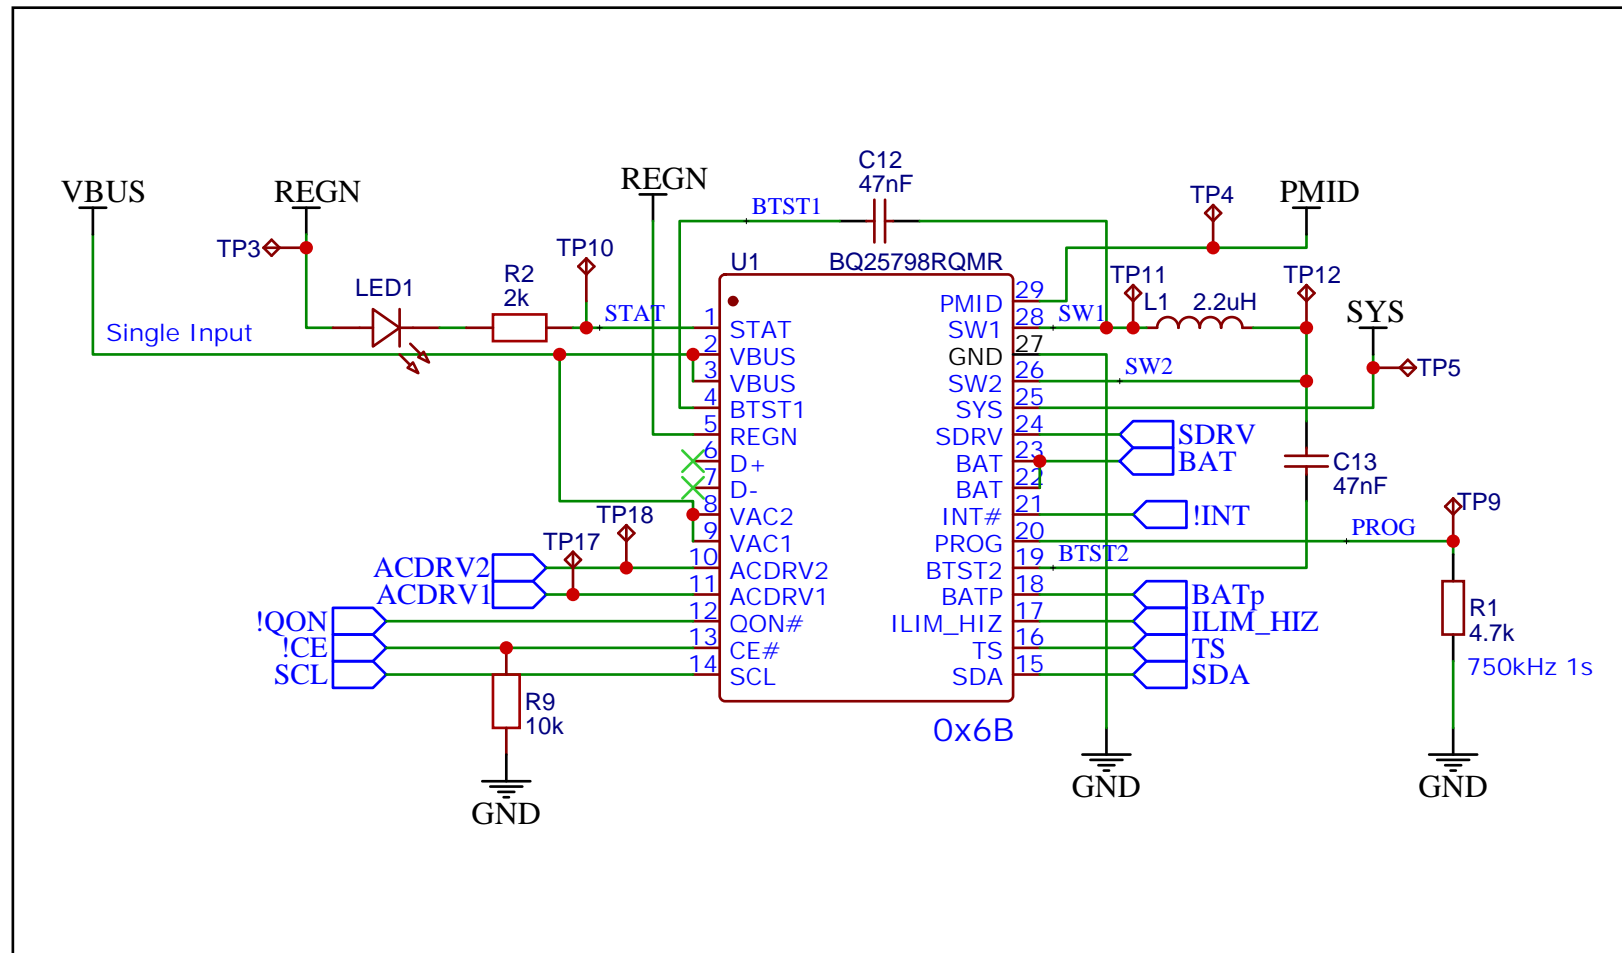 C12
47nF
VBUS
REGN
REGN
BTST1
TP4
PMID
TP3
TP10
U1
BQ25798RQMR
TP11
TP12
LED1
R2
2k
L1
2.2uH
SYS
Single Input
STAT
SW1
SW2
TP5
1
STAT
2
VBUS
3
VBUS
4
BTST1
5
REGN
6
D+
7
D-
8
VAC2
9
VAC1
10
ACDRV2
11
ACDRV1
12
QON#
13
CE#
14
SCL
PMID
29
SW1
28
GND
27
SW2
26
SYS
25
SDRV
24
BAT
23
BAT
22
INT#
21
PROG
20
BTST2
19
BATP
18
ILIM_HIZ
17
TS
16
SDA
15
SDRV
BAT
C13
47nF
!INT
TP18
TP17
PROG
TP9
BTST2
ACDRV2
ACDRV1
!QON
!CE
SCL
BATp
ILIM_HIZ
TS
SDA
R1
4.7k
750kHz 1s
R9
10k
0x6B
GND
GND
GND